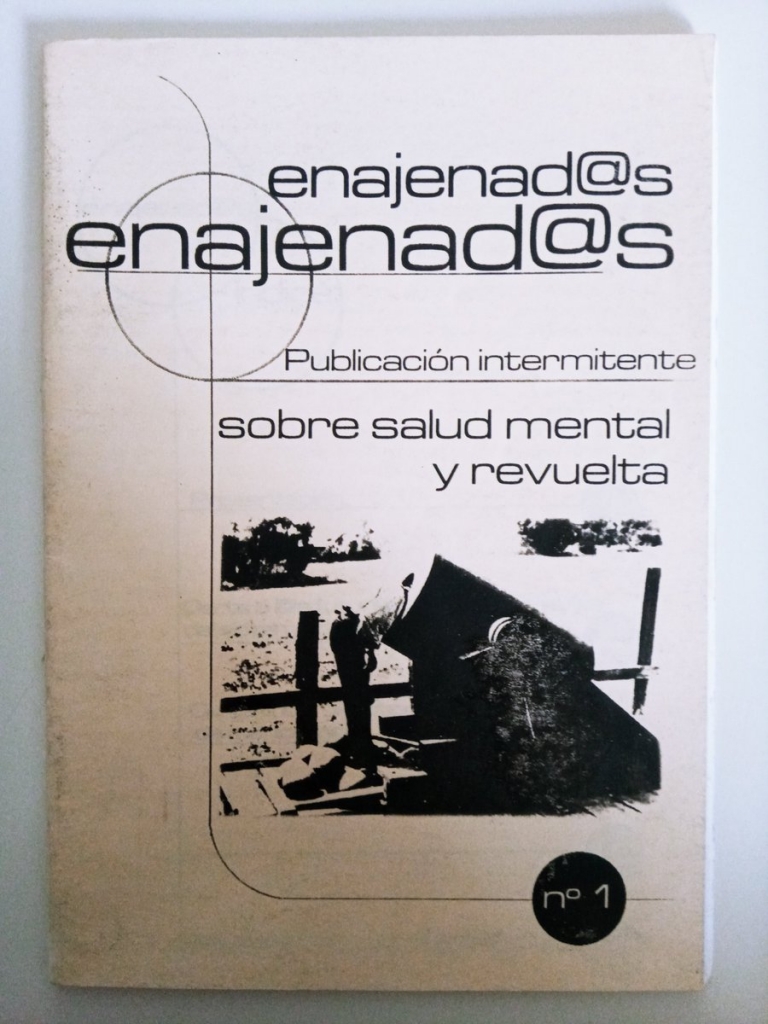 enajenad@s
enajenad@s
Publicación intermitente
sobre salud mental
y revuelta
nº 1